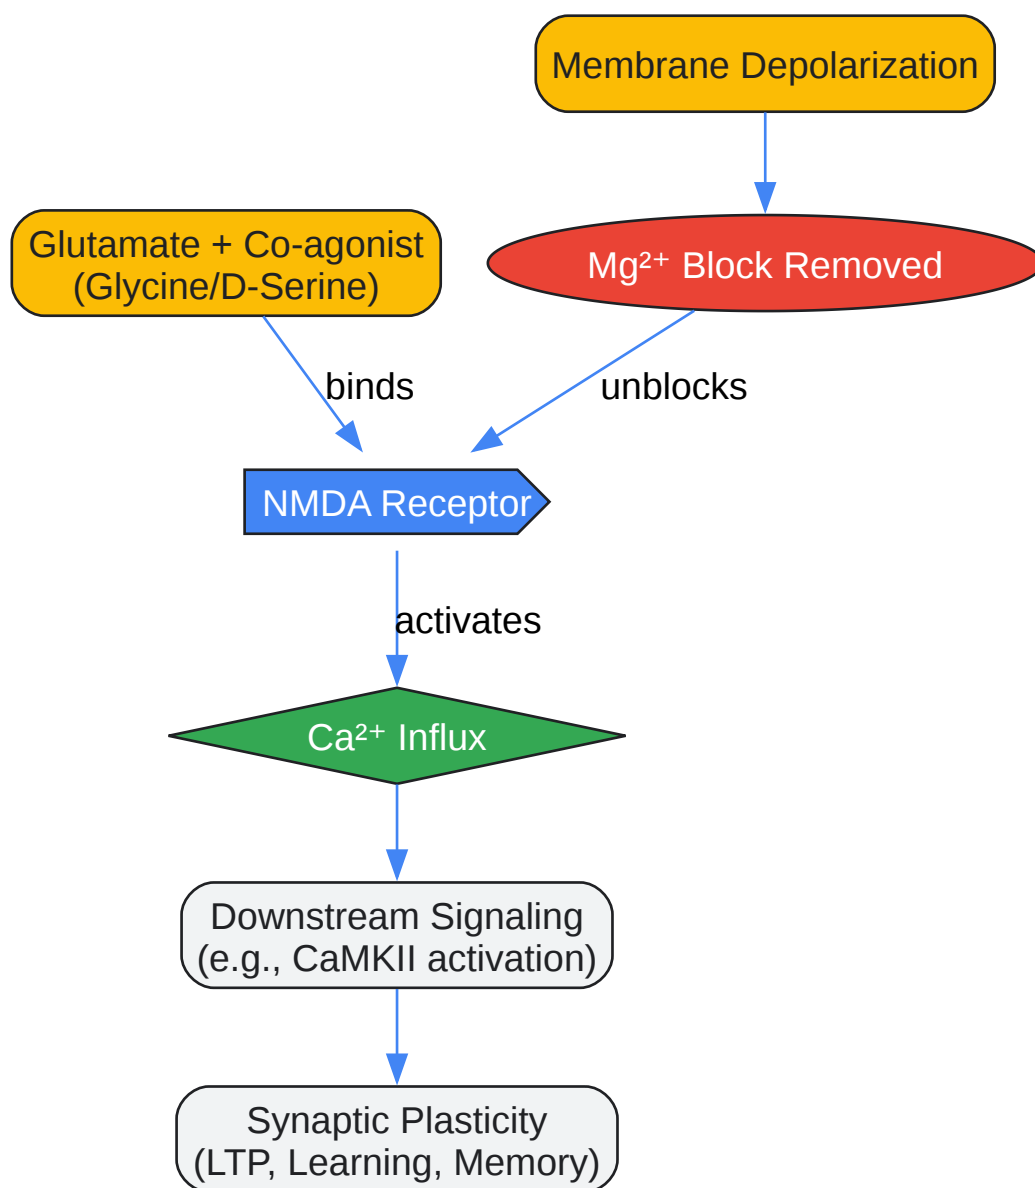 Membrane Depolarization
Glutamate + Co-agonist
(Glycine/D-Serine)
Mg²⁺ Block Removed
binds
unblocks
NMDA Receptor
activates
Ca²⁺ Influx
Downstream Signaling
(e.g., CaMKII activation)
Synaptic Plasticity
(LTP, Learning, Memory)